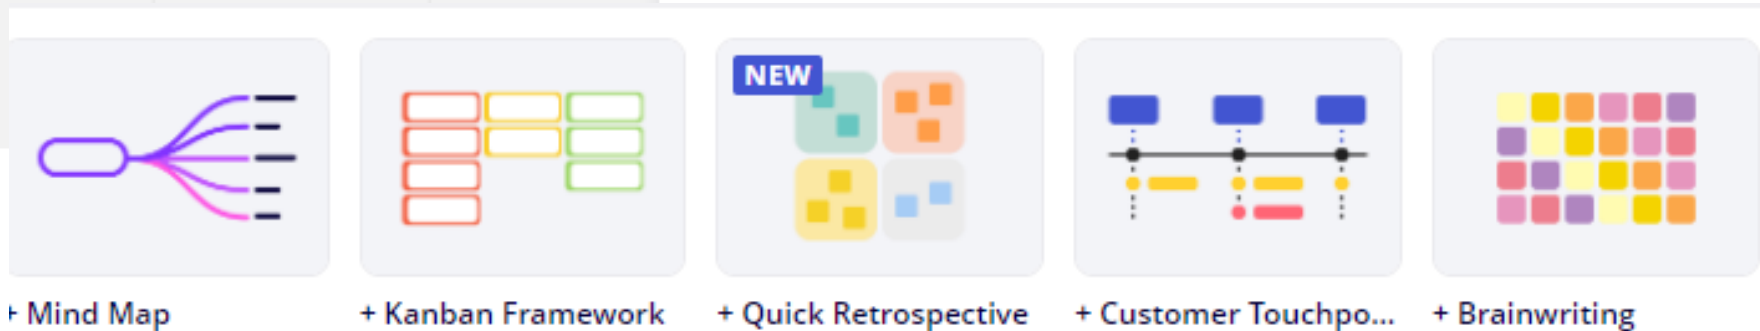 NEW
+ Mind Map
+ Kanban Framework
+ Quick Retrospective
+ Customer Touchpo...
+ Brainwriting